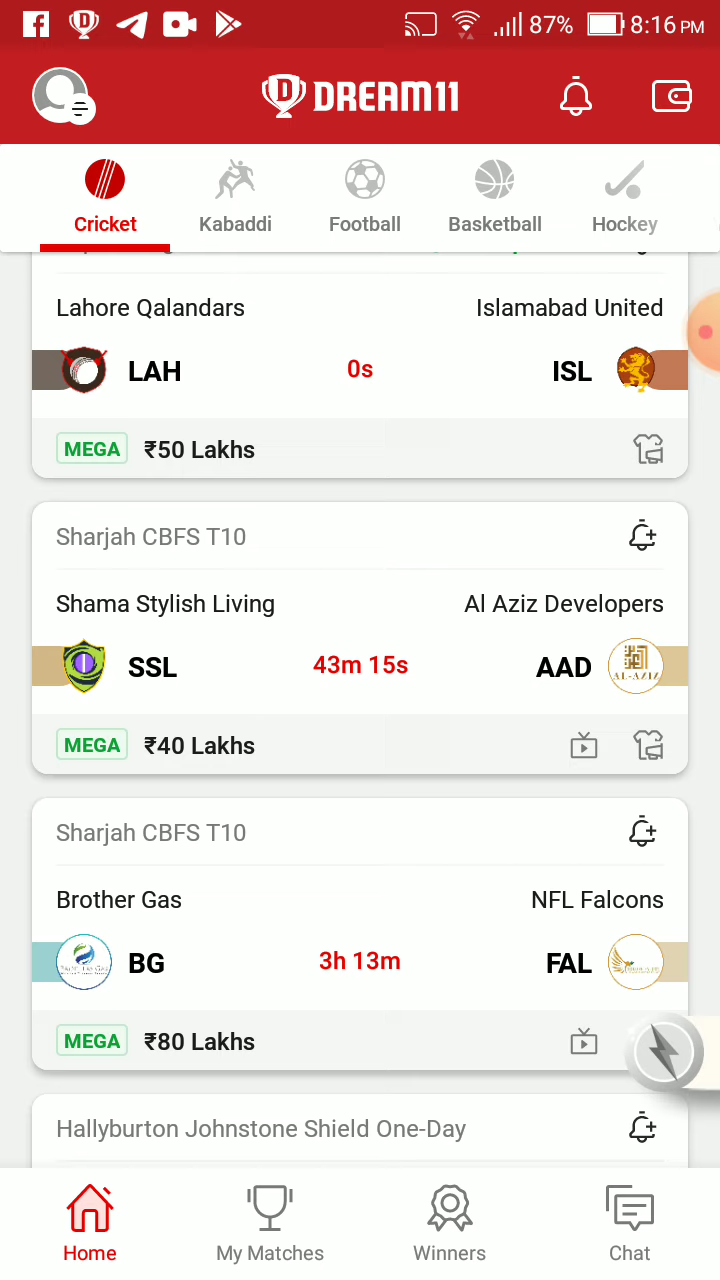 87% 8:16 PM
DREAM11
Cricket Kabaddi Football Basketball Hockey
Lahore Qalandars Islamabad United
LAH 0s ISL
MEGA ₹50 Lakhs
Sharjah CBFS T10
Shama Stylish Living Al Aziz Developers
SSL 43m 15s AAD
AL-AZIZ
MEGA ₹40 Lakhs
Sharjah CBFS T10
Brother Gas NFL Falcons
BG 3h 13m FAL
MEGA ₹80 Lakhs
Hallyburton Johnstone Shield One-Day
Home My Matches Winners Chat